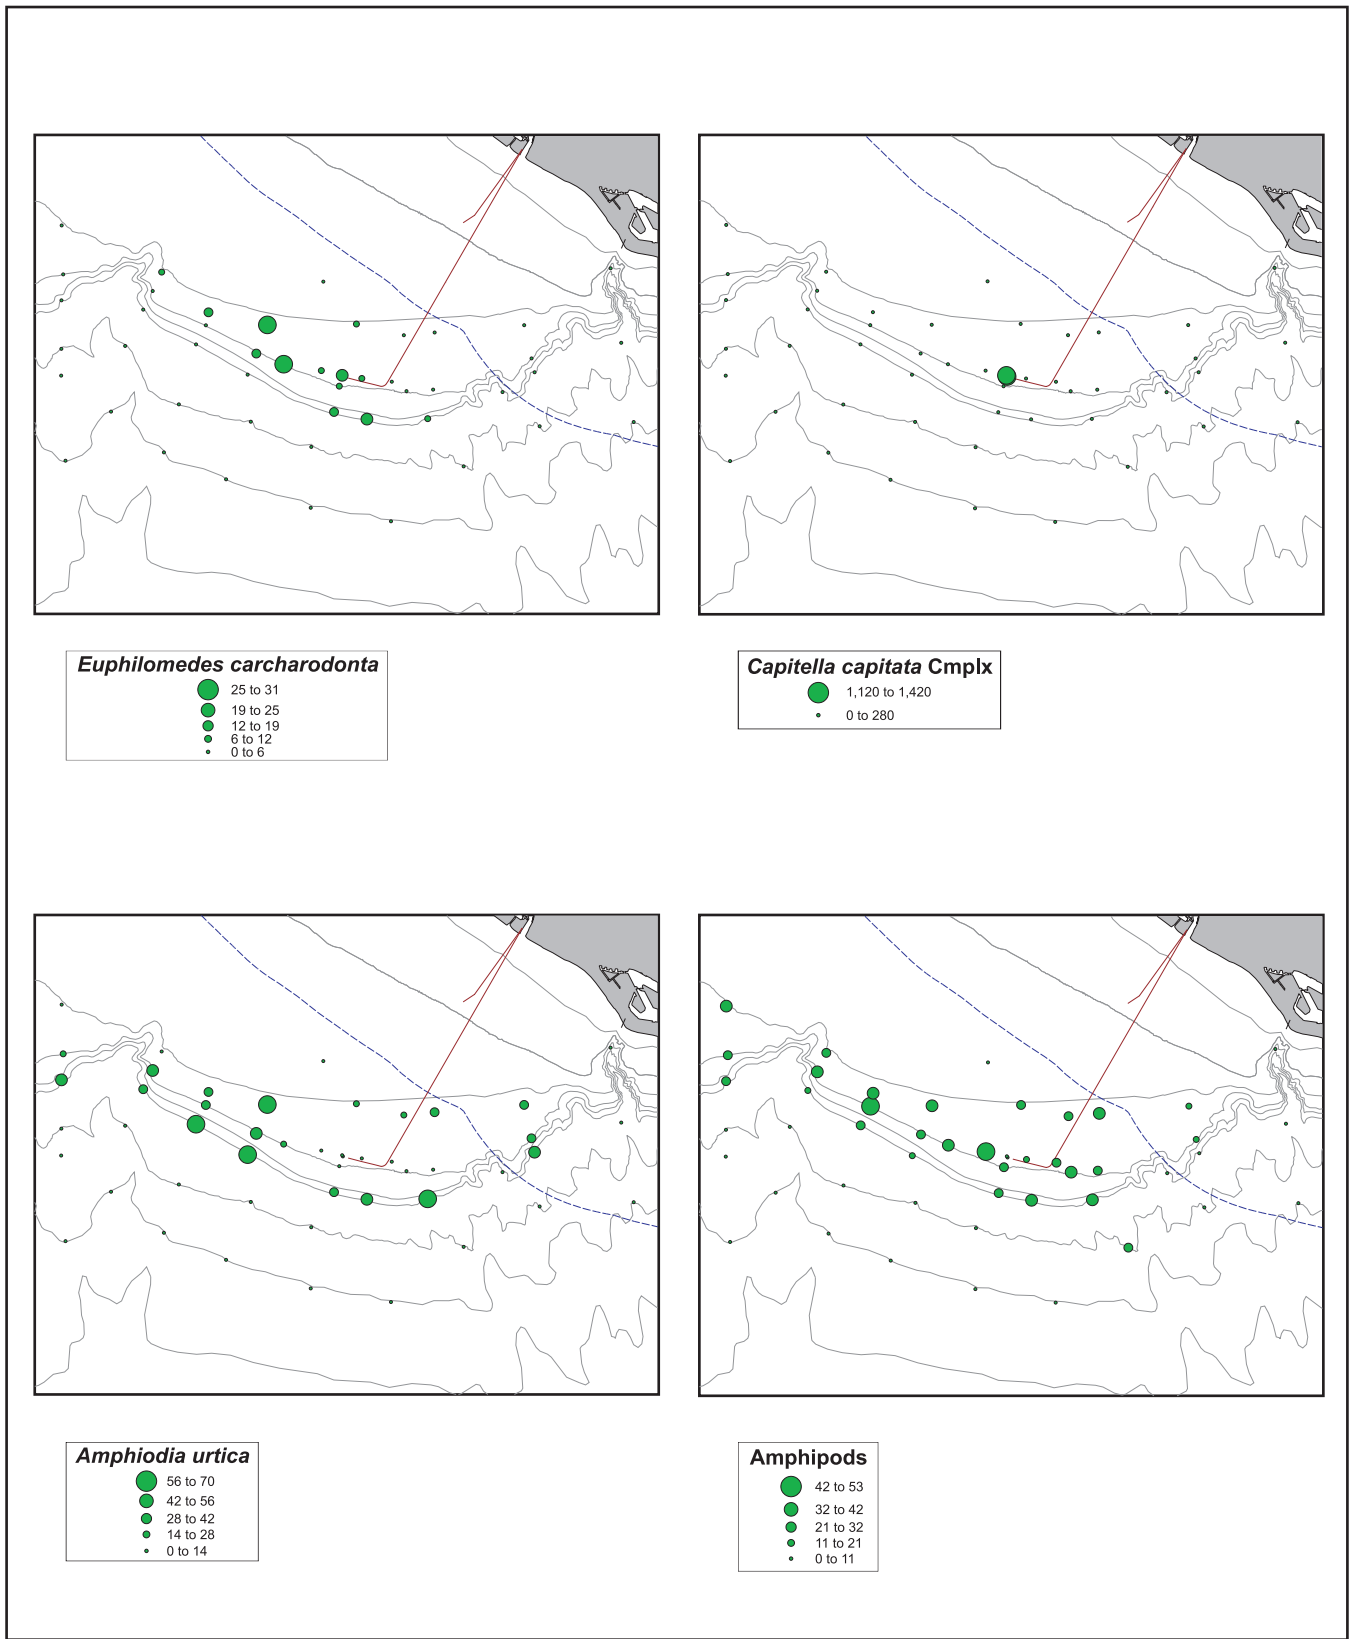 Euphilomedes carcharodonta
25 to 31
19 to 25
12 to 19
6 to 12
0 to 6
Capitella capitata Cmplx
1,120 to 1,420
0 to 280
Amphiodia urtica
56 to 70
42 to 56
28 to 42
14 to 28
0 to 14
Amphipods
42 to 53
32 to 42
21 to 32
11 to 21
0 to 11